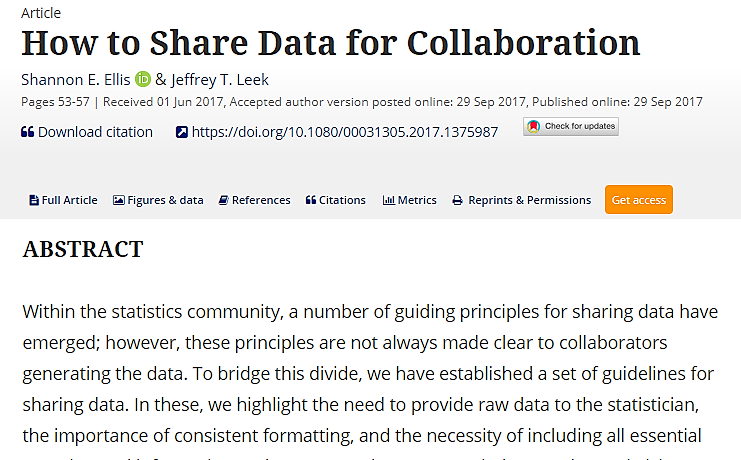 Article
How to Share Data for Collaboration
Shannon E. Ellis iD & Jeffrey T. Leek
Pages 53-57 | Received 01 Jun 2017, Accepted author version posted online: 29 Sep 2017, Published online: 29 Sep 2017
Download citation https://doi.org/10.1080/00031305.2017.1375987 Check for updates
Full Article Figures & data References Citations Metrics Reprints & Permissions Get access
ABSTRACT
Within the statistics community, a number of guiding principles for sharing data have
emerged; however, these principles are not always made clear to collaborators
generating the data. To bridge this divide, we have established a set of guidelines for
sharing data. In these, we highlight the need to provide raw data to the statistician,
the importance of consistent formatting, and the necessity of including all essential